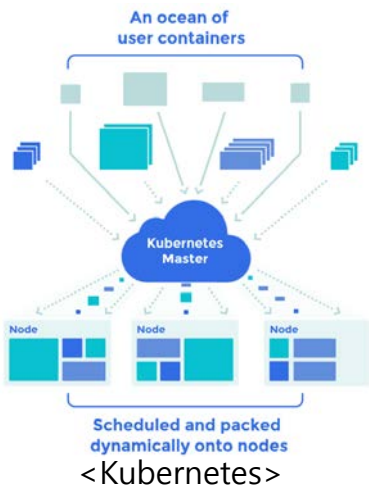 An ocean of
user containers
Kubernetes
Master
Node
Node
Node
Scheduled and packed
dynamically onto nodes
<Kubernetes>